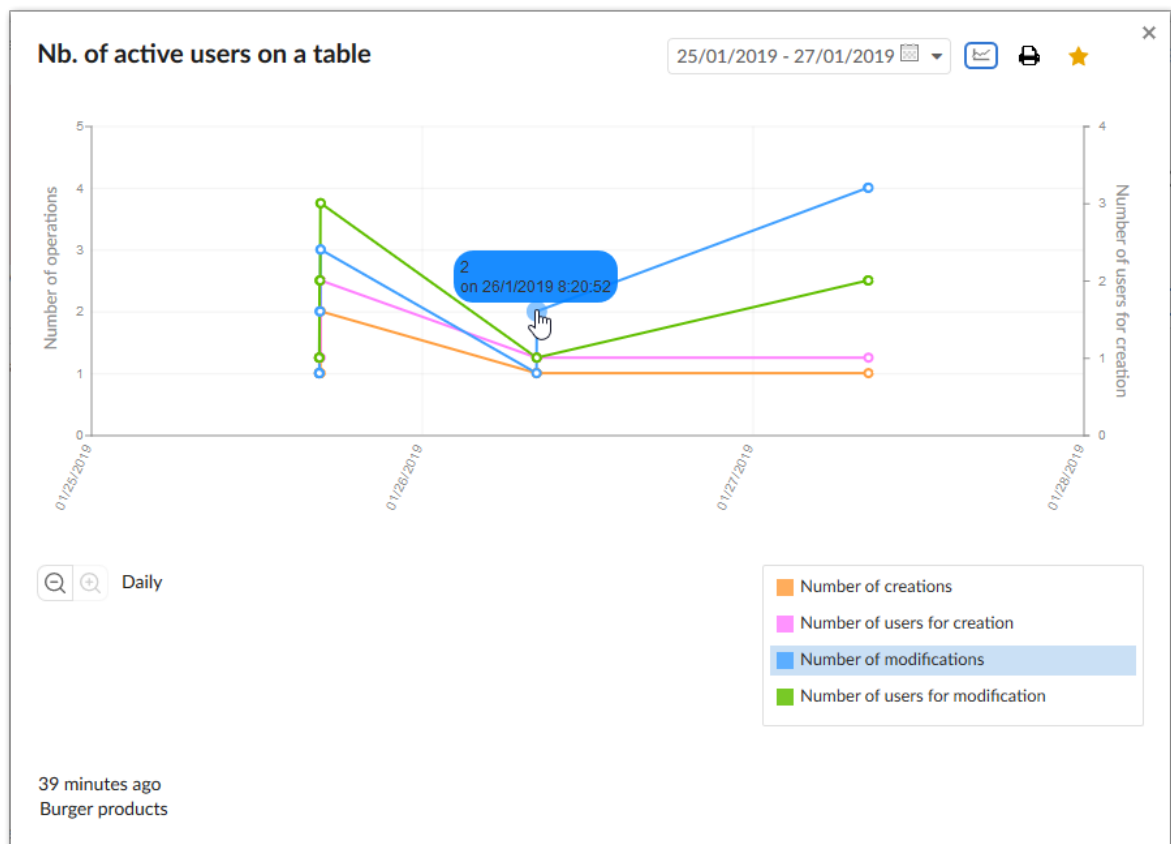 ×
Nb. of active users on a table
25/01/2019 - 27/01/2019
5
4
3
2
1
0
Number of operations
4
3
2
1
0
Number of users for creation
2
on 26/1/2019 8:20:52
01/25/2019
01/26/2019
01/27/2019
01/28/2019
Daily
Number of creations
Number of users for creation
Number of modifications
Number of users for modification
39 minutes ago
Burger products